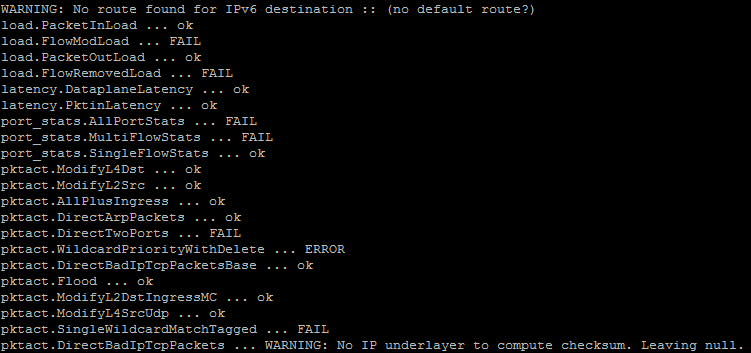 WARNING: No route found for IPv6 destination :: (no default route?)
load.PacketInLoad ... ok
load.FlowModLoad ... FAIL
load.PacketOutLoad ... ok
load.FlowRemovedLoad ... FAIL
latency.DataplaneLatency ... ok
latency.PktinLatency ... ok
port_stats.AllPortStats ... FAIL
port_stats.MultiFlowStats ... FAIL
port_stats.SingleFlowStats ... ok
pktact.ModifyL4Dst ... ok
pktact.ModifyL2Src ... ok
pktact.AllPlusIngress ... ok
pktact.DirectArpPackets ... ok
pktact.DirectTwoPorts ... FAIL
pktact.WildcardPriorityWithDelete ... ERROR
pktact.DirectBadIpTcpPacketsBase ... ok
pktact.Flood ... ok
pktact.ModifyL2DstIngressMC ... ok
pktact.ModifyL4SrcUdp ... ok
pktact.SingleWildcardMatchTagged ... FAIL
pktact.DirectBadIpTcpPackets ... WARNING: No IP underlayer to compute checksum. Leaving null.